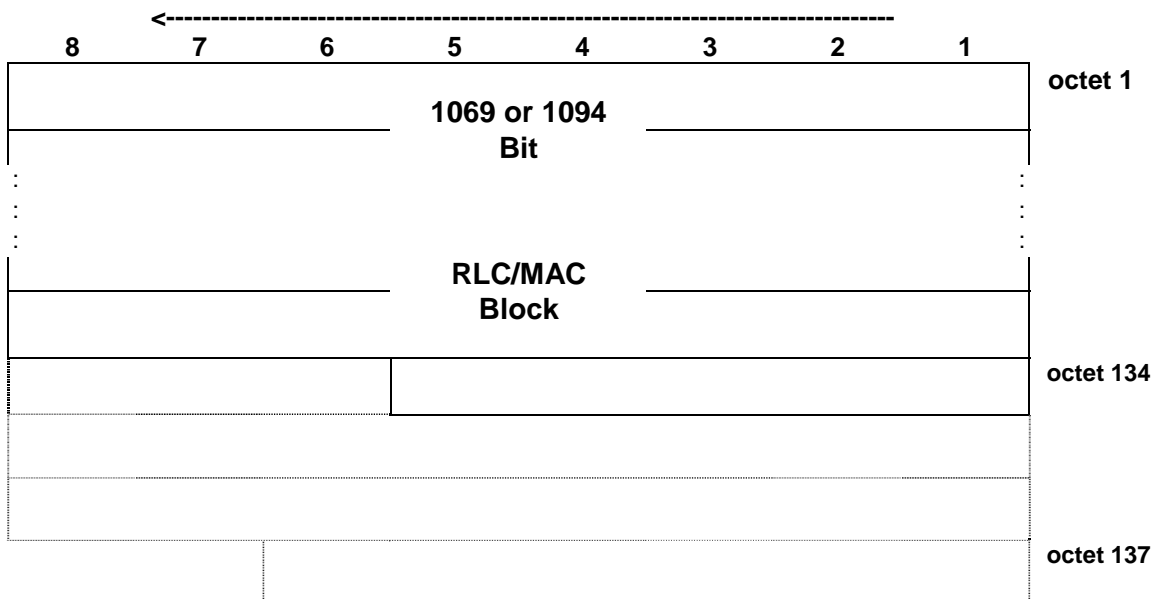 <--------------------------------------------------------------------------------
8 7 6 5 4 3 2 1
octet 1
1069 or 1094
Bit
: :
: :
: :
RLC/MAC
Block
octet 134
octet 137